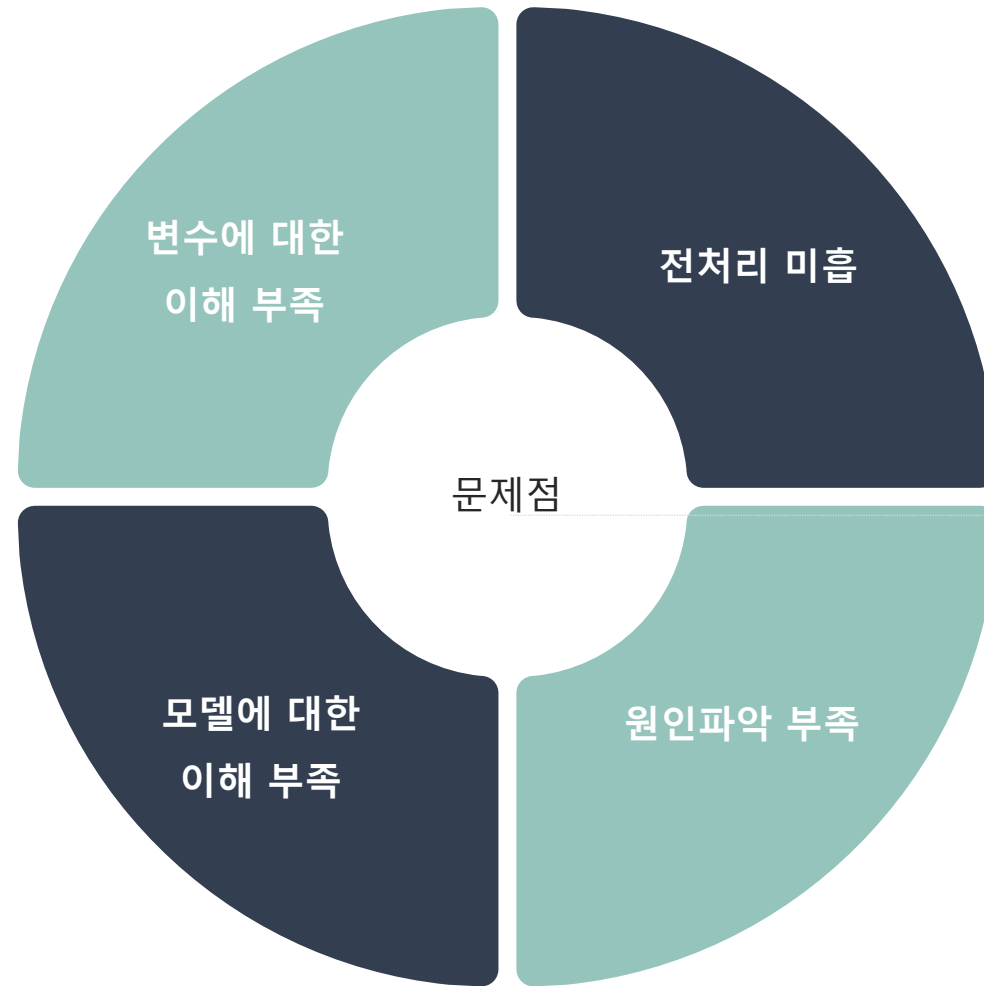 변수에 대한
이해 부족
전처리 미흡
문제점
모델에 대한
이해 부족
원인파악 부족